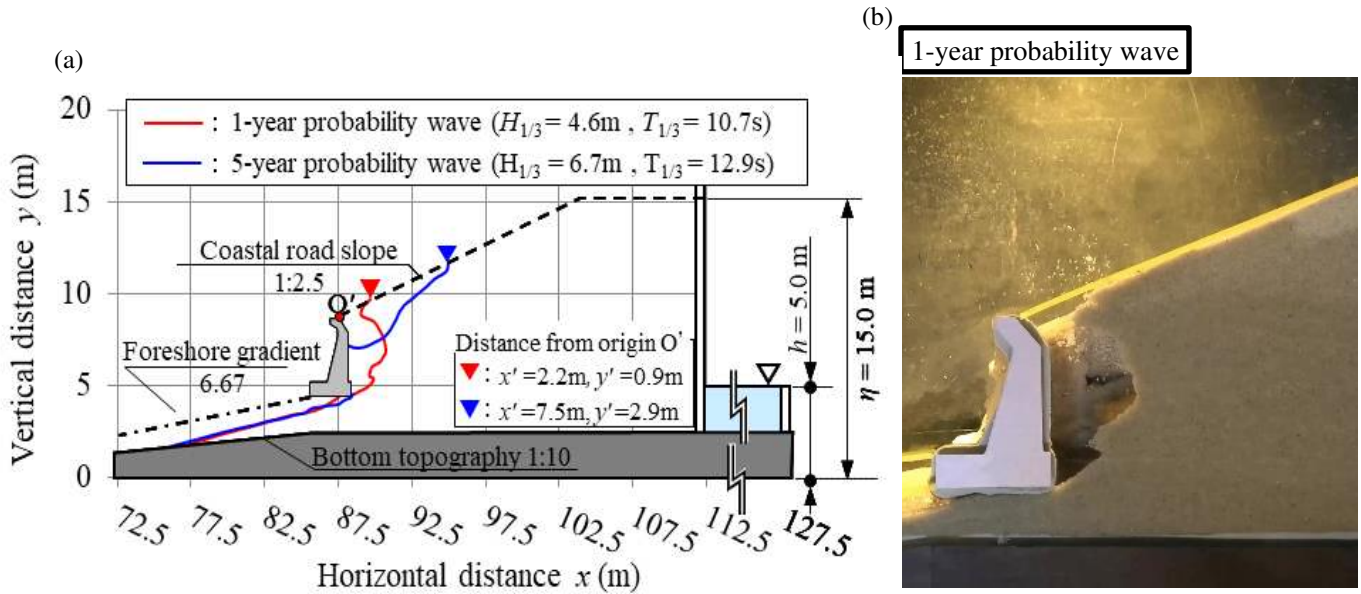 (a)
20
15
10
5
0
Vertical distance y (m)
: 1-year probability wave (H1/3 = 4.6m , T1/3 = 10.7s)
: 5-year probability wave (H1/3 = 6.7m , T1/3 = 12.9s)
Coastal road slope
1:2.5
O'
Foreshore gradient
6.67
Distance from origin O'
: x' =2.2m, y' =0.9m
: x' =7.5m, y' =2.9m
h = 5.0 m
η = 15.0 m
Bottom topography 1:10
72.5 77.5 82.5 87.5 92.5 97.5 102.5 107.5 112.5 127.5
Horizontal distance x (m)
(b)
1-year probability wave